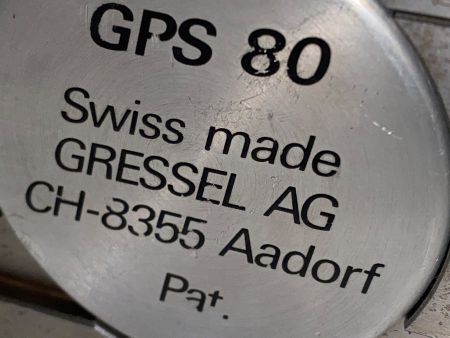 GPS 80
Swiss made
GRESSEL AG
CH-8355 Aadorf
Pat.